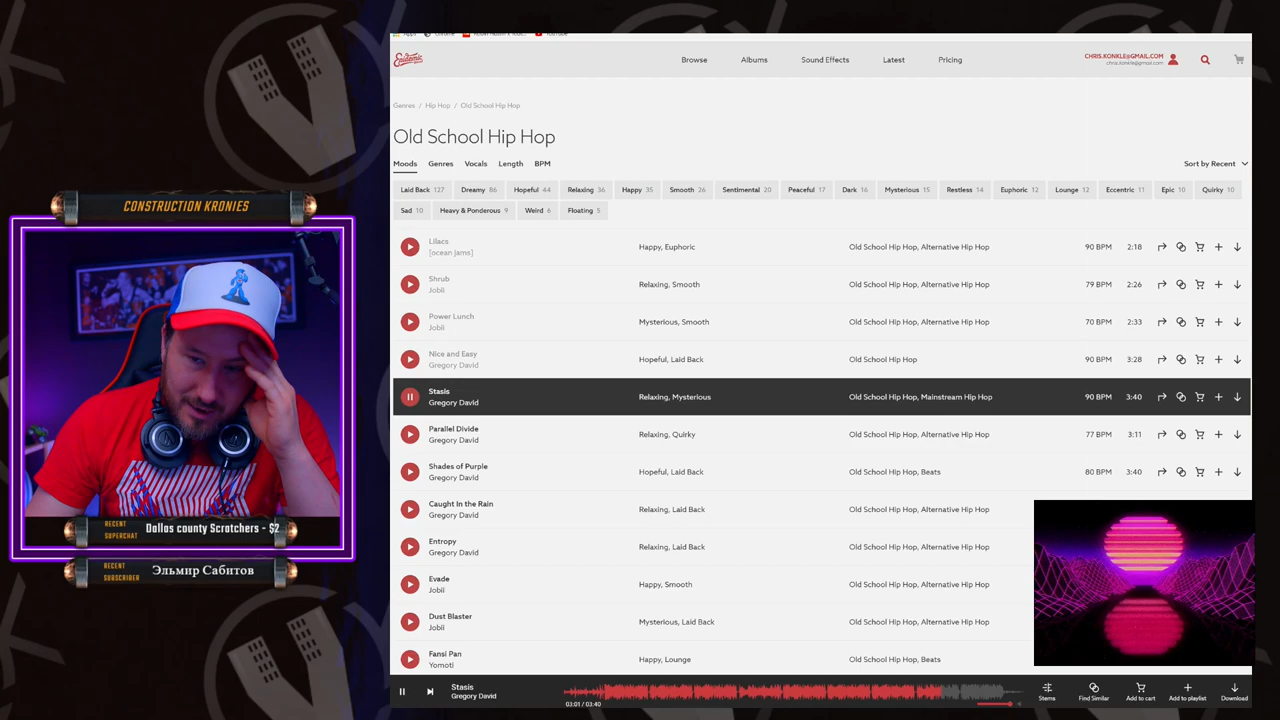 Apps Chrome YouTube
Epidemic
Browse Albums Sound Effects Latest Pricing
CHRIS.KONKLE@GMAIL.COM
chris.konkle@gmail.com
Genres / Hip Hop / Old School Hip Hop
Old School Hip Hop
Moods Genres Vocals Length BPM Sort by Recent
Laid Back 127 Dreamy 86 Hopeful 44 Relaxing 36 Happy 35 Smooth 26 Sentimental 20 Peaceful 17 Dark 16 Mysterious 15 Restless 14 Euphoric 12 Lounge 12 Eccentric 11 Epic 10 Quirky 10
Sad 10 Heavy & Ponderous 9 Weird 6 Floating 5
Lilacs
[ocean jams]
Happy, Euphoric Old School Hip Hop, Alternative Hip Hop 90 BPM 2:18
Shrub
Jobii
Relaxing, Smooth Old School Hip Hop, Alternative Hip Hop 79 BPM 2:26
Power Lunch
Jobii
Mysterious, Smooth Old School Hip Hop, Alternative Hip Hop 70 BPM 2:33
Nice and Easy
Jobii
Hopeful, Laid Back Old School Hip Hop 90 BPM 3:28
Stasis
Gregory David
Relaxing, Mysterious Old School Hip Hop, Mainstream Hip Hop 90 BPM 3:40
Parallel Divide
Gregory David
Relaxing, Quirky Old School Hip Hop, Alternative Hip Hop 77 BPM 3:11
Shades of Purple
Gregory David
Hopeful, Laid Back Old School Hip Hop, Beats 80 BPM 3:40
Caught In the Rain
Gregory David
Relaxing, Laid Back Old School Hip Hop, Alternative Hip Hop
Entropy
Gregory David
Relaxing, Laid Back Old School Hip Hop, Alternative Hip Hop
Evade
Jobii
Happy, Smooth Old School Hip Hop, Alternative Hip Hop
Dust Blaster
Jobii
Mysterious, Laid Back Old School Hip Hop, Alternative Hip Hop
Fansi Pan
Yomoti
Happy, Lounge Old School Hip Hop, Beats
Stasis
Gregory David
03:01 / 03:40
Stems Find Similar Add to cart Add to playlist Download
CONSTRUCTION KRONIES
RECENT
SUPERCHAT
Dallas county Scratchers - $2
RECENT
SUBSCRIBER
Эльмир Сабитов